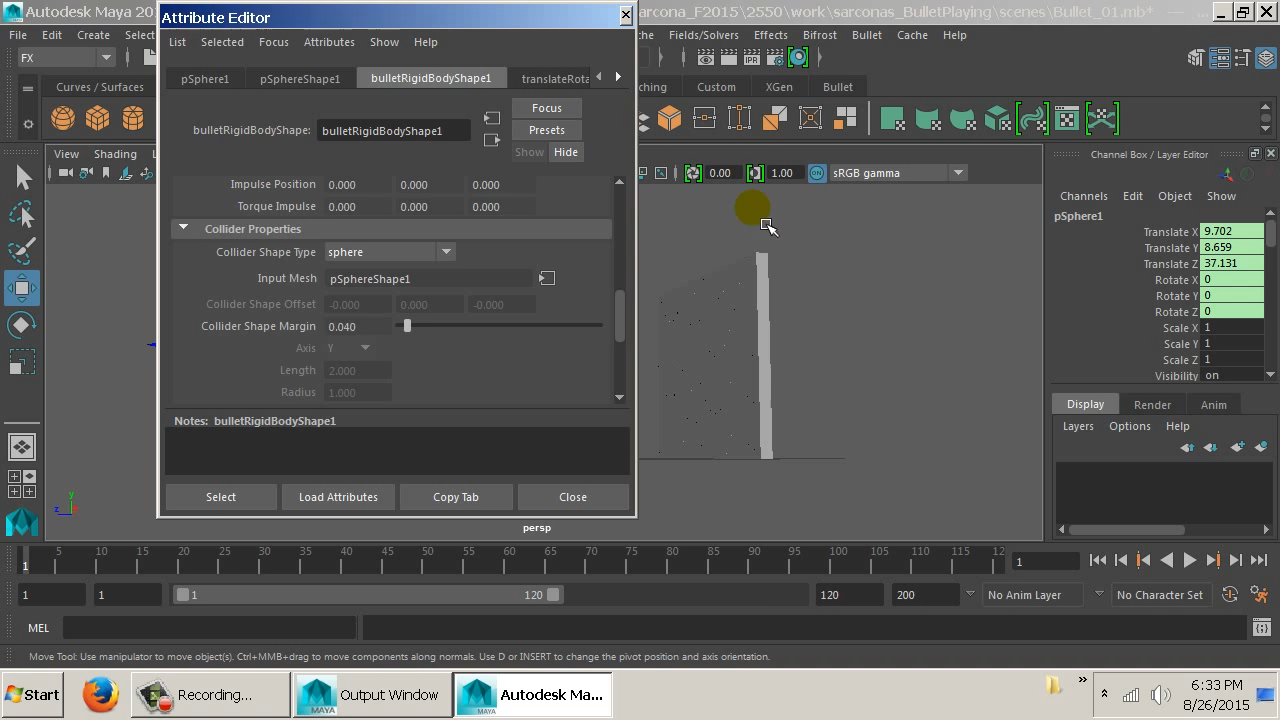 Autodesk Maya 20
sarcona_F2015\2550\work\sarconas_BulletPlaying\scenes\Bullet_01.mb*
Attribute Editor
File Edit Create Select
Cache Fields/Solvers Effects Bifrost Bullet Cache Help
List Selected Focus Attributes Show Help
FX
pSphere1 pSphereShape1 bulletRigidBodyShape1 translateRota
Curves / Surfaces
ching Custom XGen Bullet
Focus
bulletRigidBodyShape: bulletRigidBodyShape1
Presets
Show Hide
View Shading
0.00 1.00 sRGB gamma
Channel Box / Layer Editor
Impulse Position 0.000 0.000 0.000
Torque Impulse 0.000 0.000 0.000
Collider Properties
Collider Shape Type sphere
Input Mesh pSphereShape1
Collider Shape Offset -0.000 0.000 -0.000
Collider Shape Margin 0.040
Axis Y
Length 2.000
Radius 1.000
Notes: bulletRigidBodyShape1
Select Load Attributes Copy Tab Close
Channels Edit Object Show
pSphere1
Translate X 9.702
Translate Y 8.659
Translate Z 37.131
Rotate X 0
Rotate Y 0
Rotate Z 0
Scale X 1
Scale Y 1
Scale Z 1
Visibility on
Display Render Anim
Layers Options Help
y
z
persp
5 10 15 20 25 30 35 40 45 50 55 60 65 70 75 80 85 90 95 100 105 110 115 12
1
1
1 1 1 120 120 200 No Anim Layer No Character Set
MEL
Move Tool: Use manipulator to move object(s). Ctrl+MMB+drag to move components along normals. Use D or INSERT to change the pivot position and axis orientation.
Start Recording... Output Window Autodesk Ma...
MAYA MAYA
6:33 PM
8/26/2015